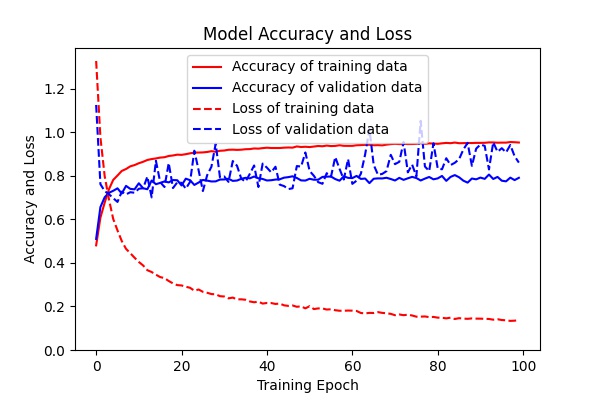 Model Accuracy and Loss
Accuracy of training data
Accuracy of validation data
Loss of training data
Loss of validation data
Accuracy and Loss
1.2
1.0
0.8
0.6
0.4
0.2
0.0
0 20 40 60 80 100
Training Epoch